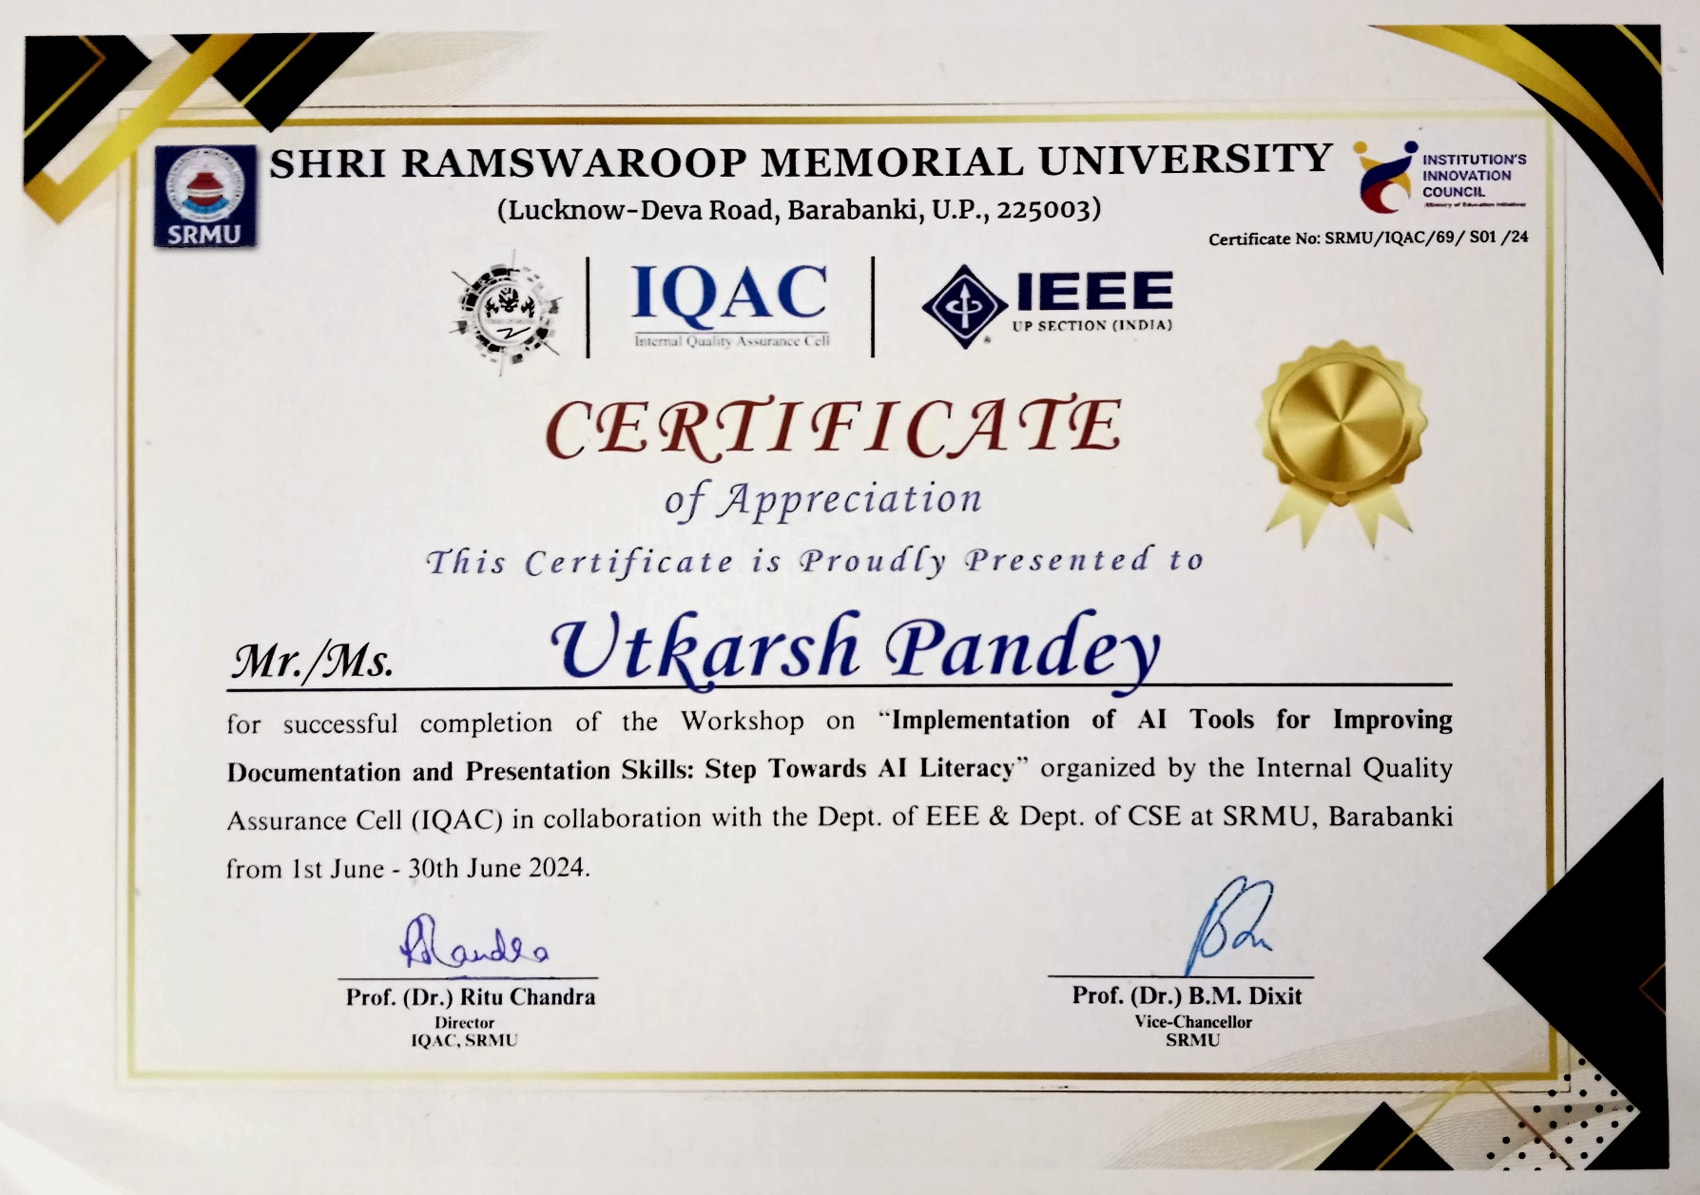 SHRI RAMSWAROOP MEMORIAL UNIVERSITY
(Lucknow-Deva Road, Barabanki, U.P., 225003)
SRMU
INSTITUTION'S
INNOVATION
COUNCIL
(Ministry of Education Initiative)
Certificate No: SRMU/IQAC/69/ S01 /24
IQAC
Internal Quality Assurance Cell
IEEE
UP SECTION (INDIA)
CERTIFICATE
of Appreciation
This Certificate is Proudly Presented to
Mr./Ms. Utkarsh Pandey
for successful completion of the Workshop on “Implementation of AI Tools for Improving
Documentation and Presentation Skills: Step Towards AI Literacy” organized by the Internal Quality
Assurance Cell (IQAC) in collaboration with the Dept. of EEE & Dept. of CSE at SRMU, Barabanki
from 1st June - 30th June 2024.
Prof. (Dr.) Ritu Chandra
Director
IQAC, SRMU
Prof. (Dr.) B.M. Dixit
Vice-Chancellor
SRMU